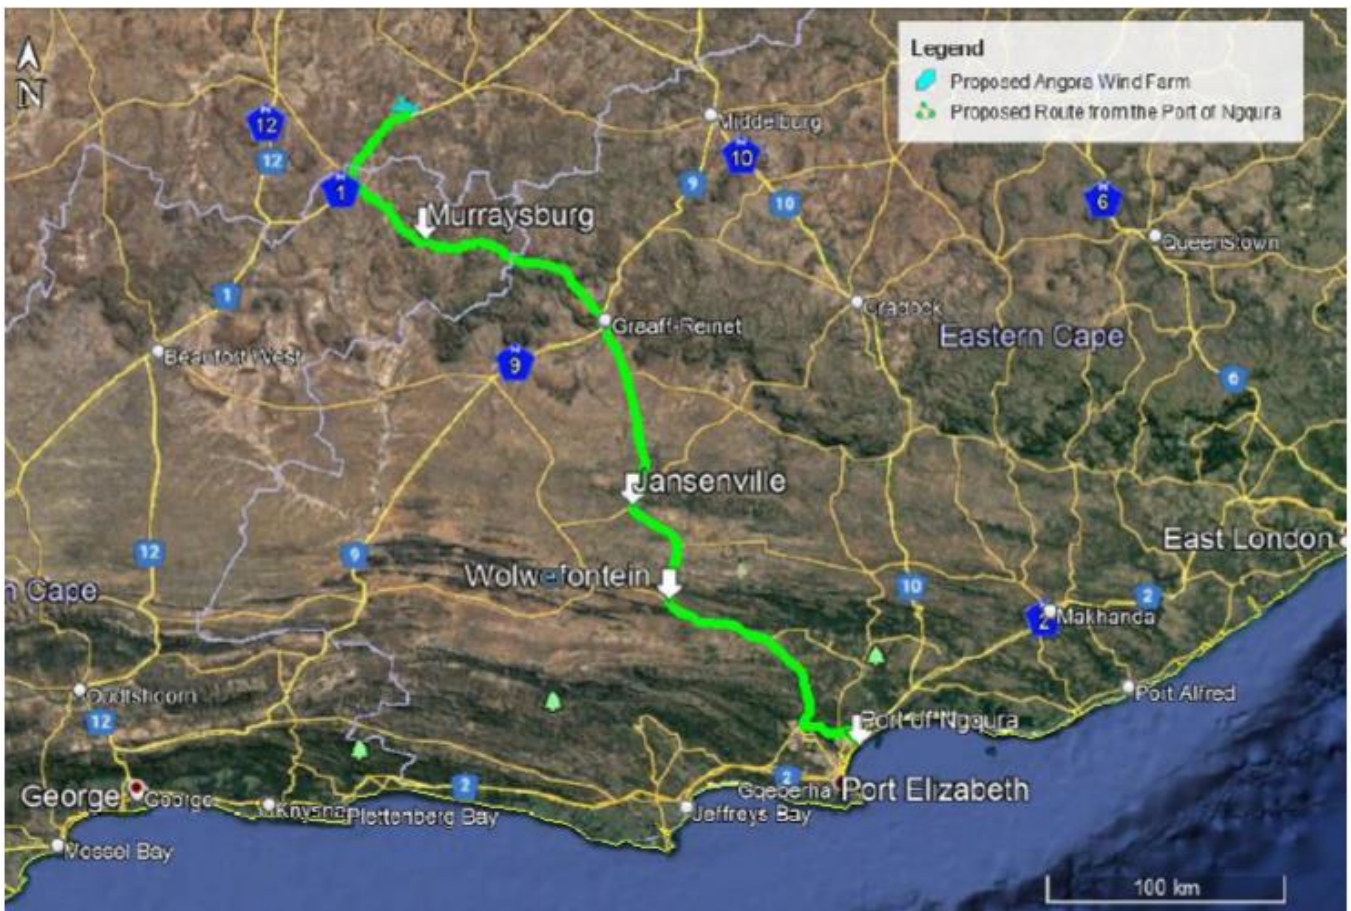 N
Legend
Proposed Angora Wind Farm
Proposed Route from the Port of Ngqura
12
12
Middelburg
N
10
9
10
N
1
Murraysburg
N
6
Queenstown
1
Cradock
Graaff-Reinet
Eastern Cape
Beaufort West
N
9
6
Jansenville
East London
12
9
Wolwefontein
n Cape
10
2
2
Makhanda
Oudtshoorn
12
Port Alfred
Port of Ngqura
2
2
George
George
Gqeberha
Port Elizabeth
Knysna
Plettenberg Bay
Jeffreys Bay
Mossel Bay
100 km